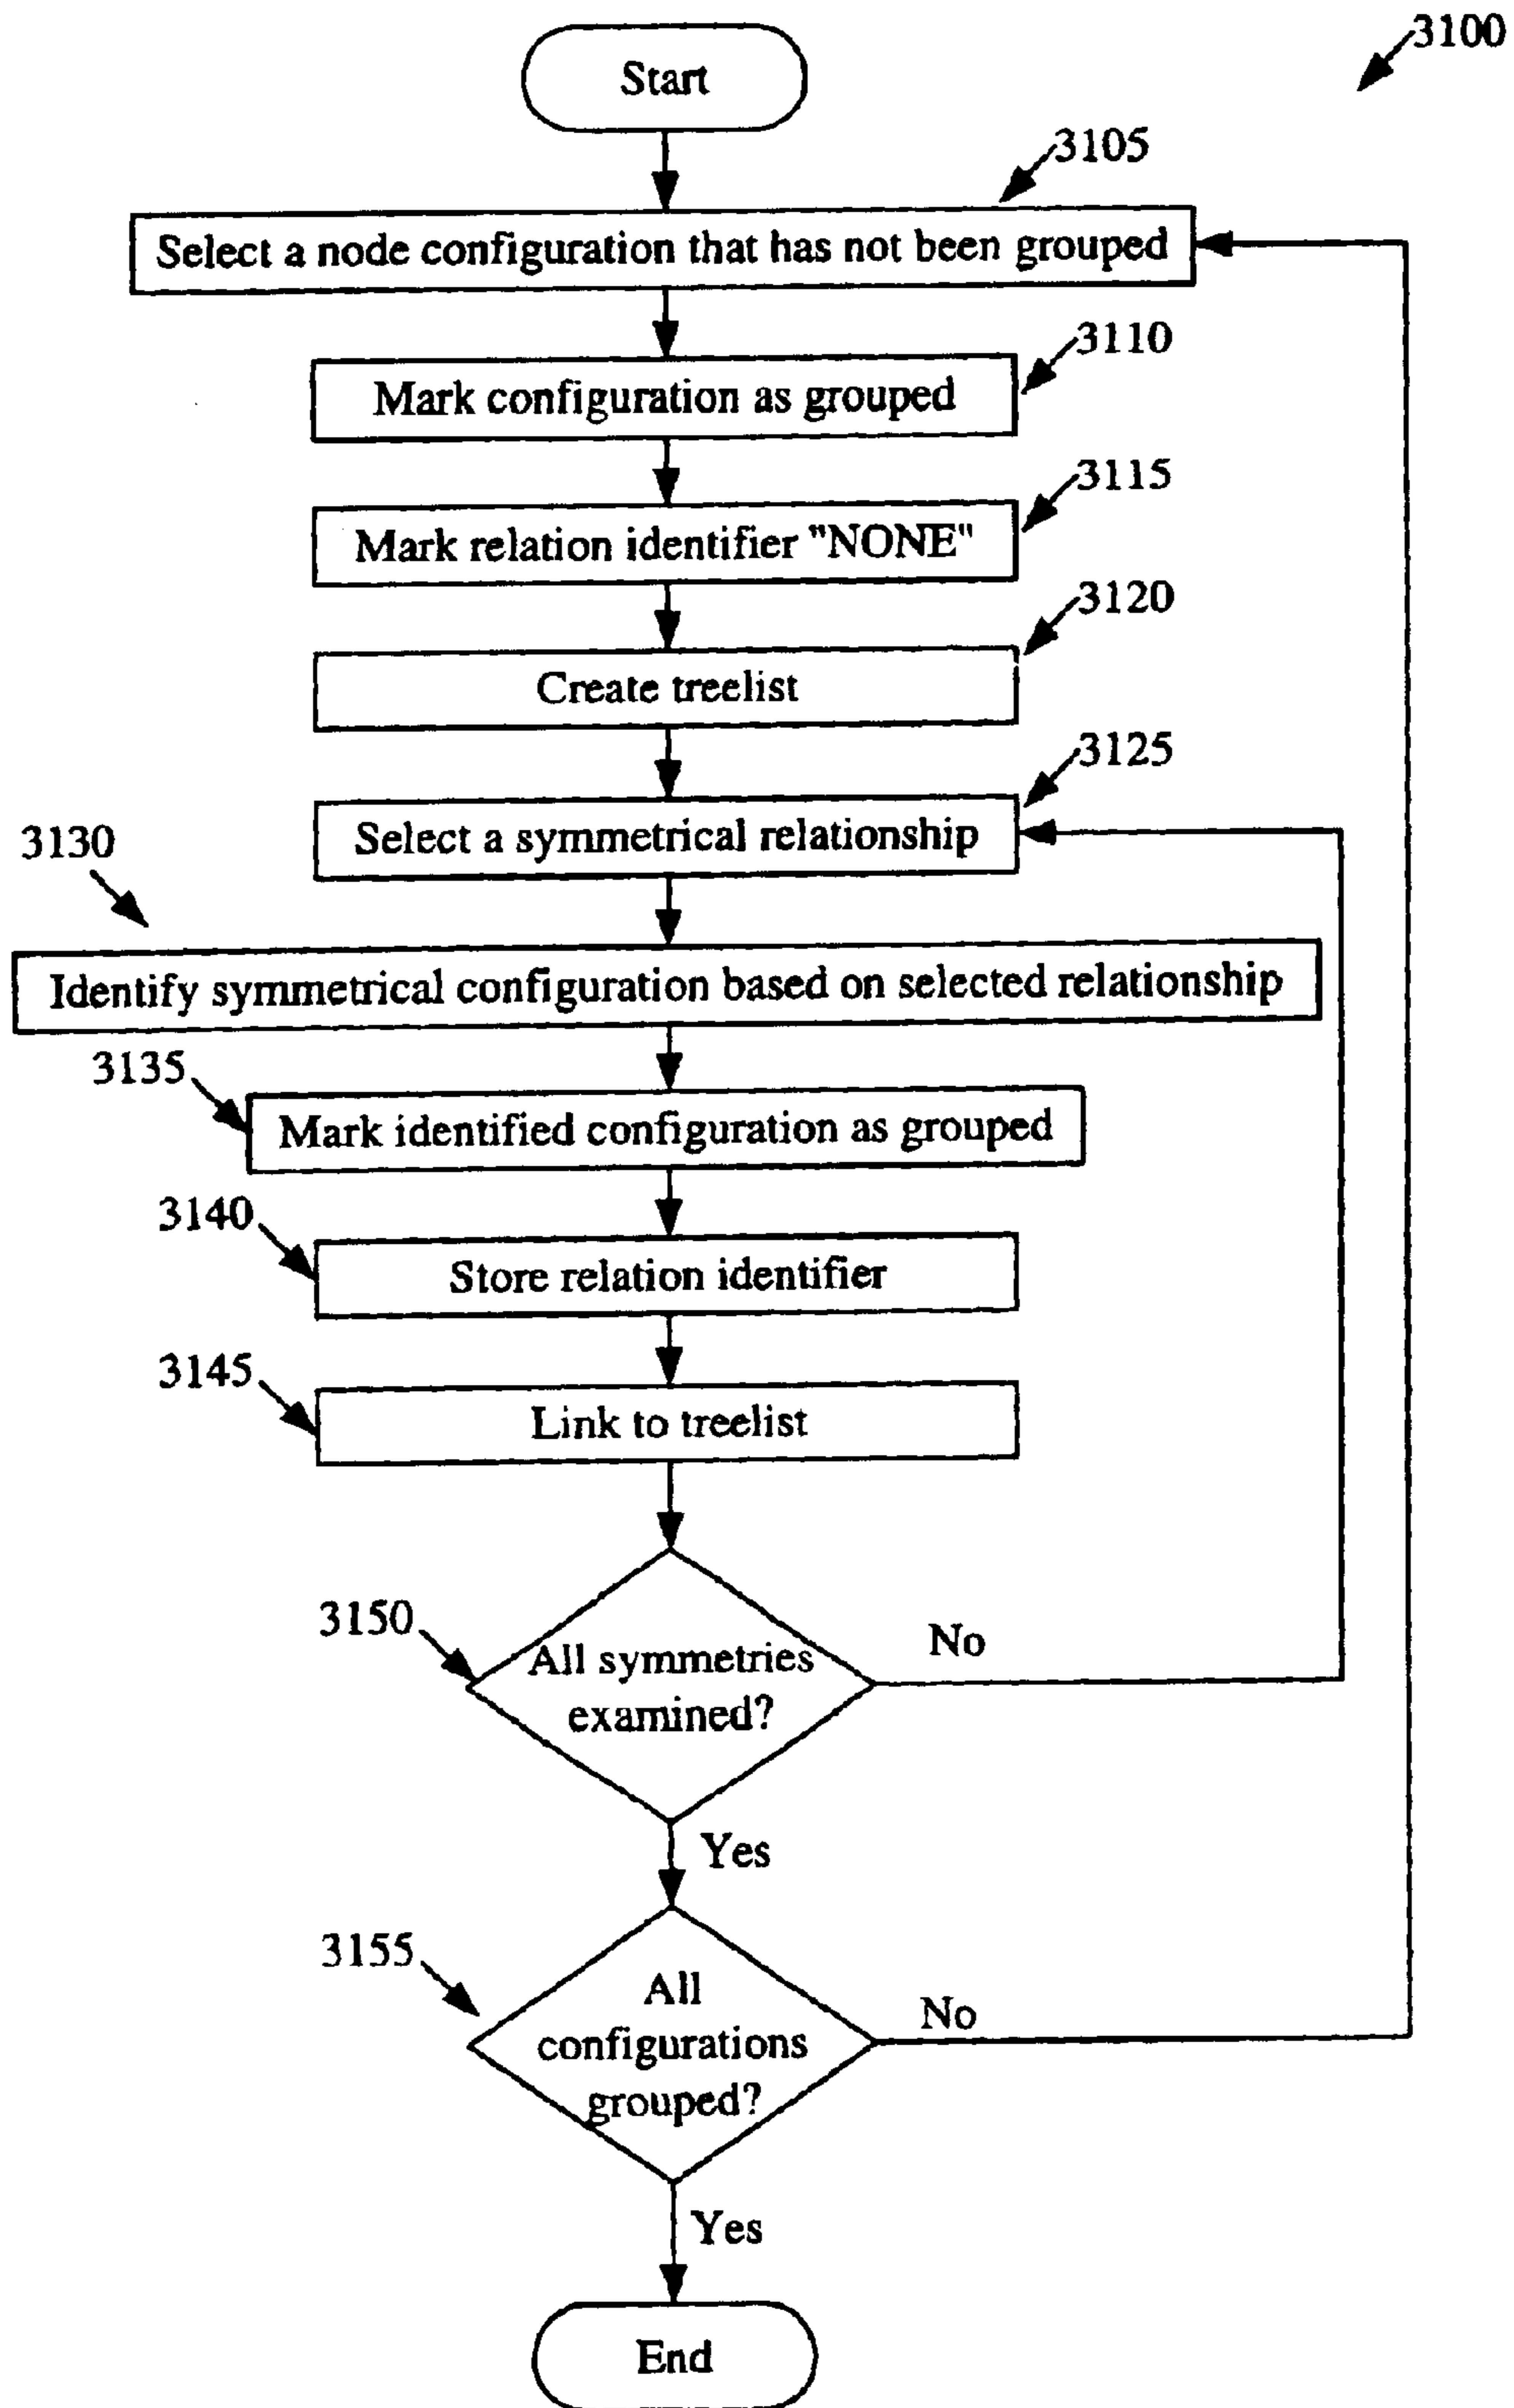 3100
Start
3105
Select a node configuration that has not been grouped
3110
Mark configuration as grouped
3115
Mark relation identifier "NONE"
3120
Create treelist
3125
Select a symmetrical relationship
3130
Identify symmetrical configuration based on selected relationship
3135
Mark identified configuration as grouped
3140
Store relation identifier
3145
Link to treelist
3150
All symmetries
examined?
No
Yes
3155
All
configurations
grouped?
No
Yes
End